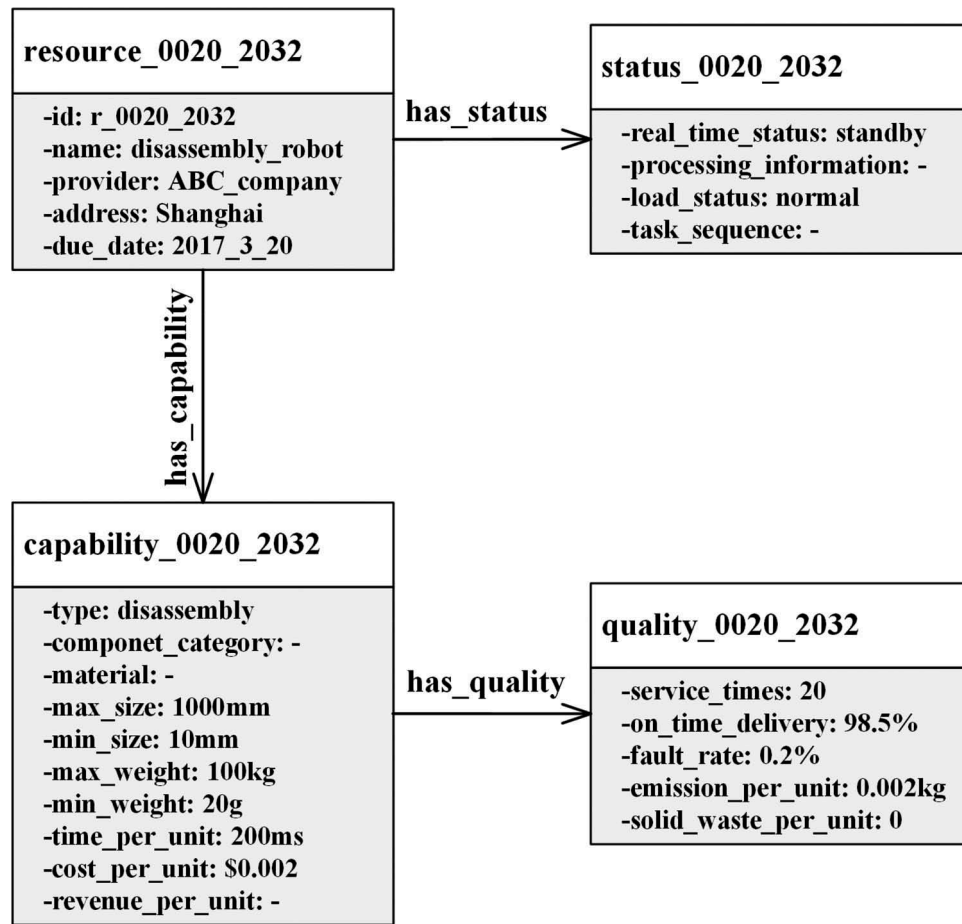 resource_0020_2032
-id: r_0020_2032
-name: disassembly_robot
-provider: ABC_company
-address: Shanghai
-due_date: 2017_3_20
has_status
status_0020_2032
-real_time_status: standby
-processing_information: -
-load_status: normal
-task_sequence: -
has_capability
capability_0020_2032
-type: disassembly
-componet_category: -
-material: -
-max_size: 1000mm
-min_size: 10mm
-max_weight: 100kg
-min_weight: 20g
-time_per_unit: 200ms
-cost_per_unit: $0.002
-revenue_per_unit: -
has_quality
quality_0020_2032
-service_times: 20
-on_time_delivery: 98.5%
-fault_rate: 0.2%
-emission_per_unit: 0.002kg
-solid_waste_per_unit: 0